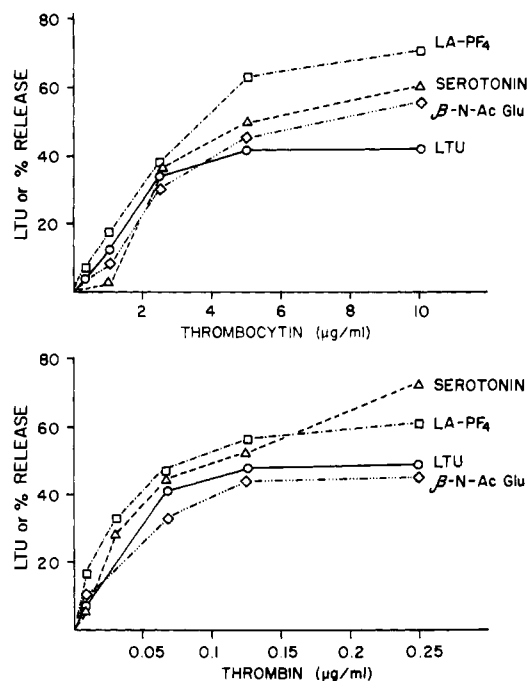 80
60
40
20
LTU or % RELEASE
LA-PF₄
SEROTONIN
β-N-Ac Glu
LTU
2 4 6 8 10
THROMBOCYTIN (µg/ml)
80
60
40
20
LTU or % RELEASE
SEROTONIN
LA-PF₄
LTU
β-N-Ac Glu
0.05 0.1 0.15 0.2 0.25
THROMBIN (µg/ml)